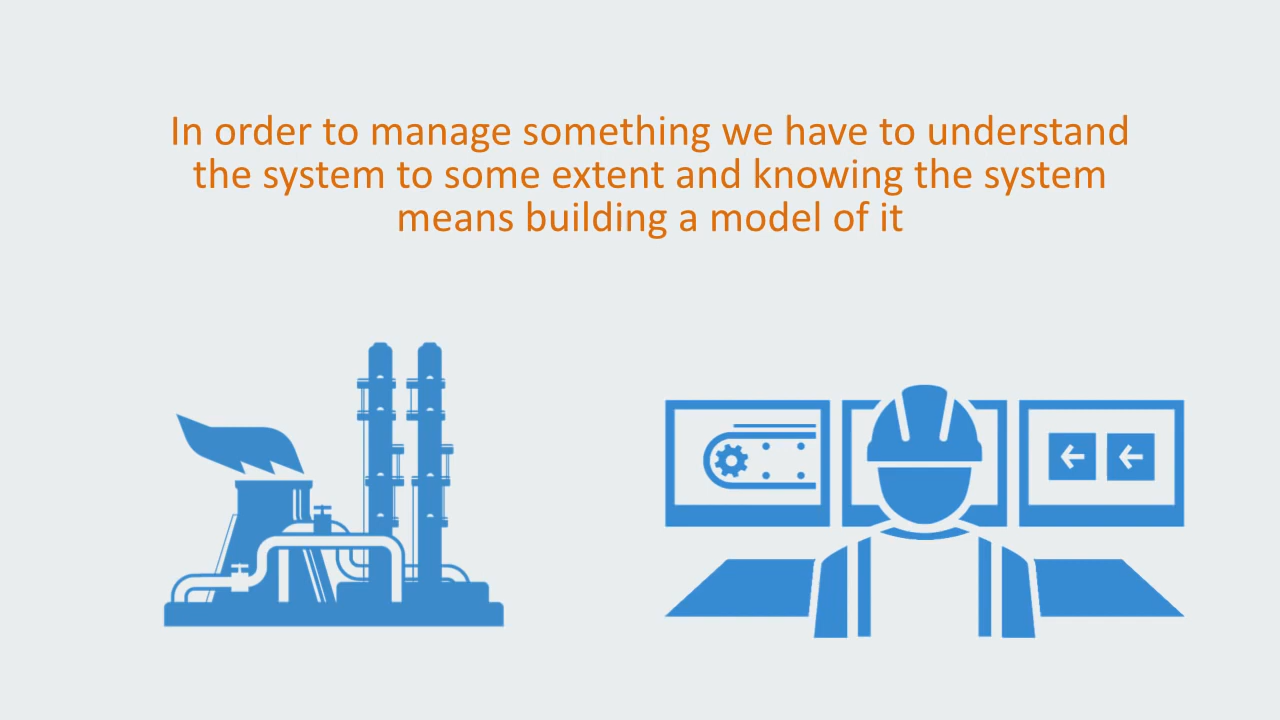 In order to manage something we have to understand
the system to some extent and knowing the system
means building a model of it